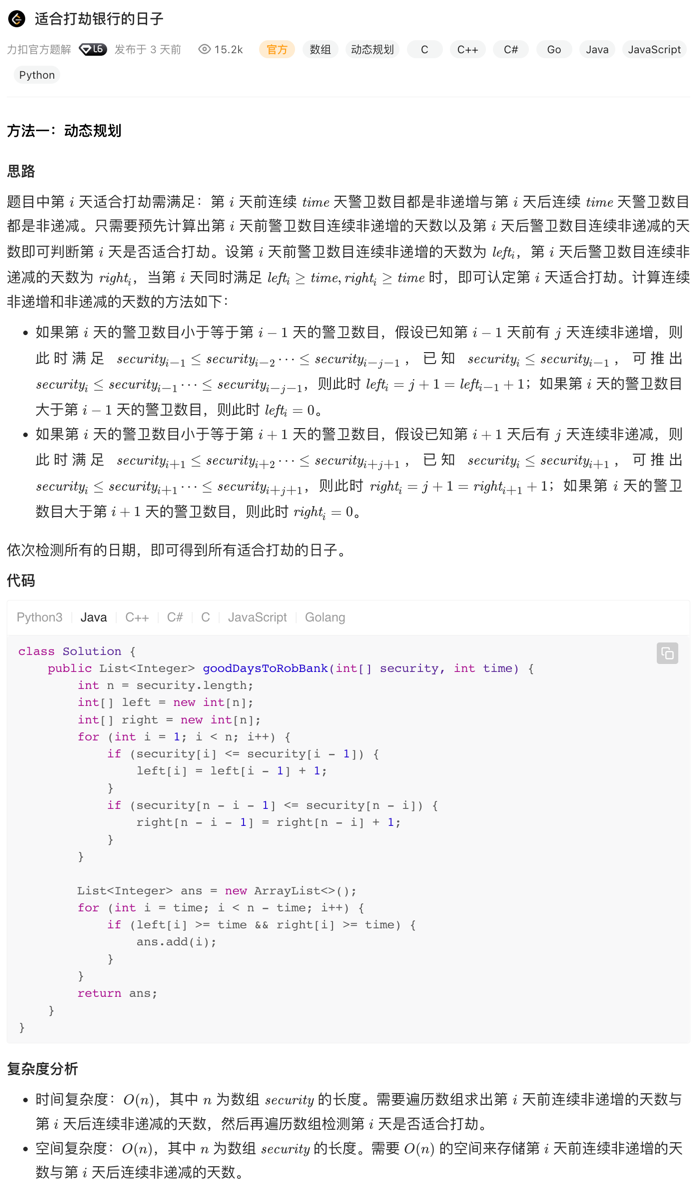 适合打劫银行的日子
力扣官方题解 L6 发布于 3 天前 15.2k 官方 数组 动态规划 C C++ C# Go Java JavaScript
Python
方法一：动态规划
思路
题目中第 i 天适合打劫需满足：第 i 天前连续 time 天警卫数目都是非递增与第 i 天后连续 time 天警卫数目
都是非递减。只需要预先计算出第 i 天前警卫数目连续非递增的天数以及第 i 天后警卫数目连续非递减的天
数即可判断第 i 天是否适合打劫。设第 i 天前警卫数目连续非递增的天数为 left_i，第 i 天后警卫数目连续非
递减的天数为 right_i，当第 i 天同时满足 left_i ≥ time, right_i ≥ time 时，即可认定第 i 天适合打劫。计算连续
非递增和非递减的天数的方法如下：
• 如果第 i 天的警卫数目小于等于第 i − 1 天的警卫数目，假设已知第 i − 1 天前有 j 天连续非递增，则
此时满足 security_{i−1} ≤ security_{i−2} ⋯ ≤ security_{i−j−1}，已知 security_i ≤ security_{i−1}，可推出
security_i ≤ security_{i−1} ⋯ ≤ security_{i−j−1}，则此时 left_i = j + 1 = left_{i−1} + 1；如果第 i 天的警卫数目
大于第 i − 1 天的警卫数目，则此时 left_i = 0。
• 如果第 i 天的警卫数目小于等于第 i + 1 天的警卫数目，假设已知第 i + 1 天后有 j 天连续非递减，则
此时满足 security_{i+1} ≤ security_{i+2} ⋯ ≤ security_{i+j+1}，已知 security_i ≤ security_{i+1}，可推出
security_i ≤ security_{i+1} ⋯ ≤ security_{i+j+1}，则此时 right_i = j + 1 = right_{i+1} + 1；如果第 i 天的警卫
数目大于第 i + 1 天的警卫数目，则此时 right_i = 0。
依次检测所有的日期，即可得到所有适合打劫的日子。
代码
Python3 Java C++ C# C JavaScript Golang
class Solution {
    public List<Integer> goodDaysToRobBank(int[] security, int time) {
        int n = security.length;
        int[] left = new int[n];
        int[] right = new int[n];
        for (int i = 1; i < n; i++) {
            if (security[i] <= security[i - 1]) {
                left[i] = left[i - 1] + 1;
            }
            if (security[n - i - 1] <= security[n - i]) {
                right[n - i - 1] = right[n - i] + 1;
            }
        }
        List<Integer> ans = new ArrayList<>();
        for (int i = time; i < n - time; i++) {
            if (left[i] >= time && right[i] >= time) {
                ans.add(i);
            }
        }
        return ans;
    }
}
复杂度分析
• 时间复杂度：O(n)，其中 n 为数组 security 的长度。需要遍历数组求出第 i 天前连续非递增的天数与
第 i 天后连续非递减的天数，然后再遍历数组检测第 i 天是否适合打劫。
• 空间复杂度：O(n)，其中 n 为数组 security 的长度。需要 O(n) 的空间来存储第 i 天前连续非递增的天
数与第 i 天后连续非递减的天数。